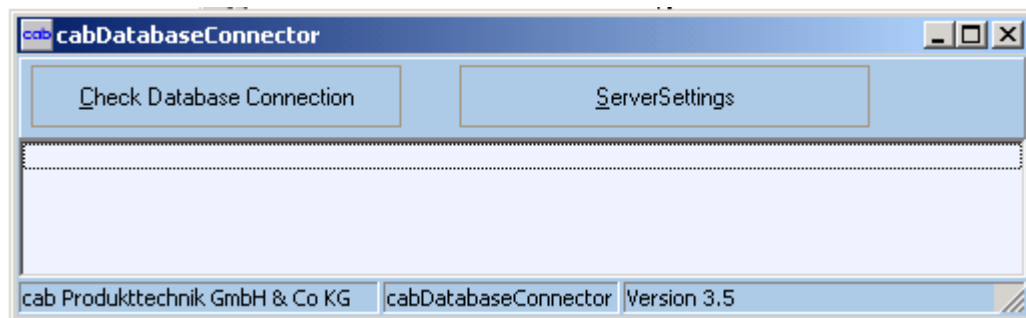 cab cabDatabaseConnector
Check Database Connection ServerSettings
cab Produkttechnik GmbH & Co KG cabDatabaseConnector Version 3.5